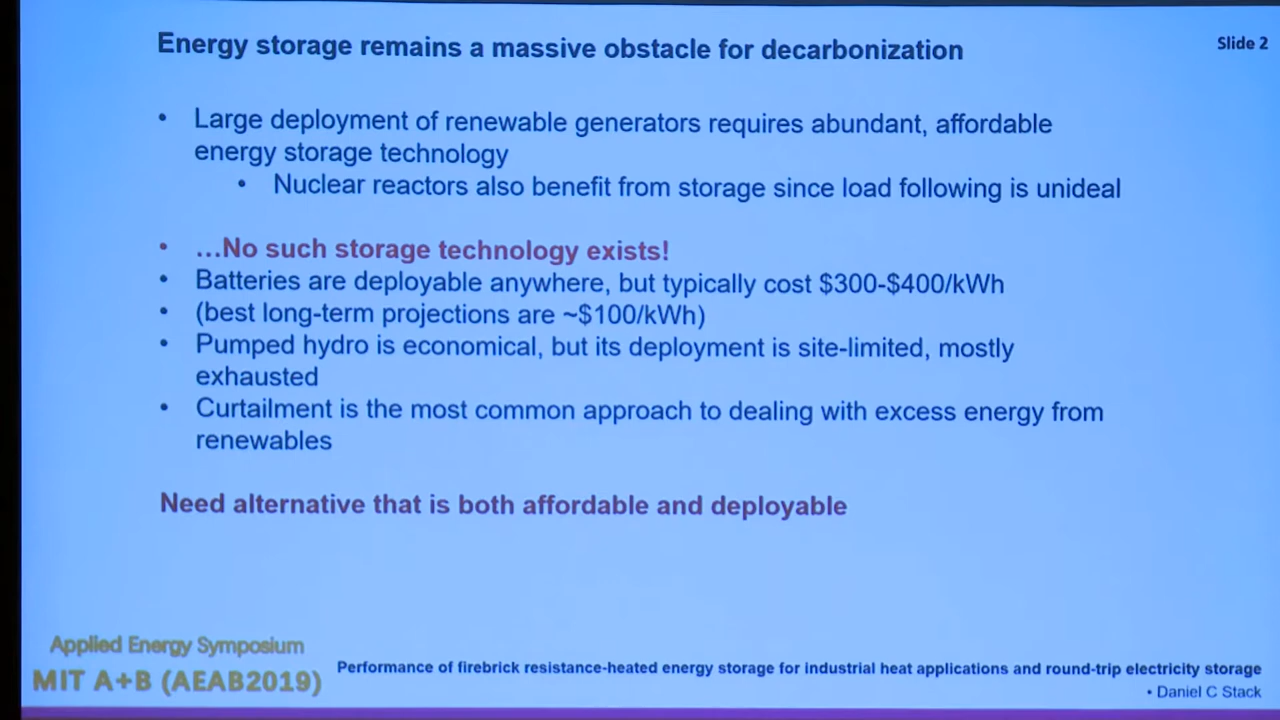 Energy storage remains a massive obstacle for decarbonization
Slide 2
• Large deployment of renewable generators requires abundant, affordable
energy storage technology
• Nuclear reactors also benefit from storage since load following is unideal
• …No such storage technology exists!
• Batteries are deployable anywhere, but typically cost $300-$400/kWh
• (best long-term projections are ~$100/kWh)
• Pumped hydro is economical, but its deployment is site-limited, mostly
exhausted
• Curtailment is the most common approach to dealing with excess energy from
renewables
Need alternative that is both affordable and deployable
Applied Energy Symposium
MIT A+B (AEAB2019)
Performance of firebrick resistance-heated energy storage for industrial heat applications and round-trip electricity storage
• Daniel C Stack